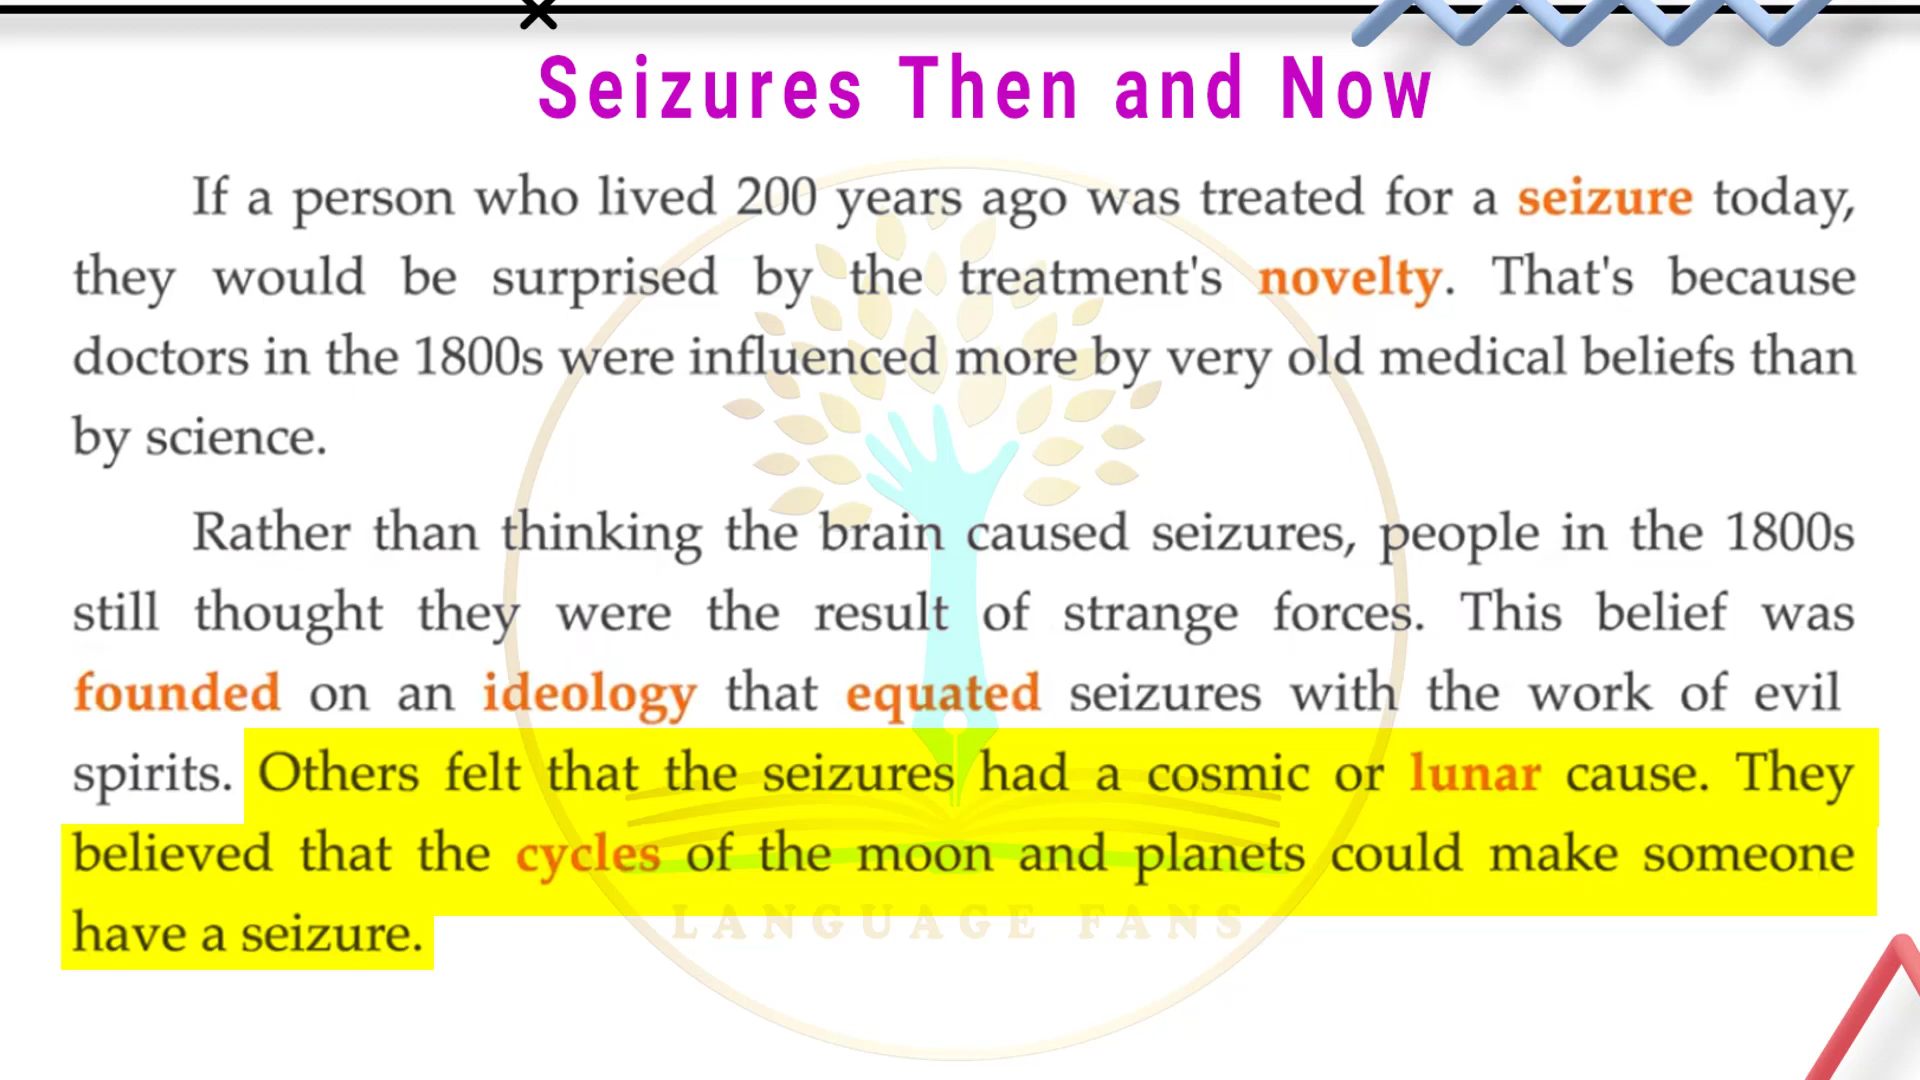 Seizures Then and Now
If a person who lived 200 years ago was treated for a seizure today,
they would be surprised by the treatment's novelty. That's because
doctors in the 1800s were influenced more by very old medical beliefs than
by science.
Rather than thinking the brain caused seizures, people in the 1800s
still thought they were the result of strange forces. This belief was
founded on an ideology that equated seizures with the work of evil
spirits. Others felt that the seizures had a cosmic or lunar cause. They
believed that the cycles of the moon and planets could make someone
have a seizure.
LANGUAGE FANS